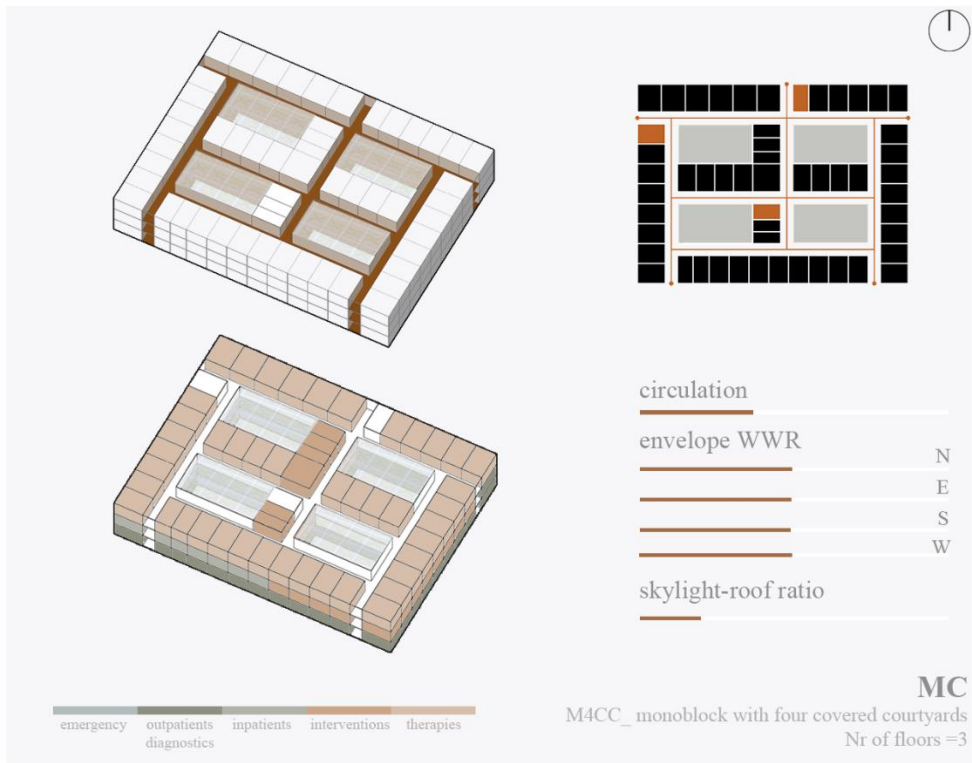 circulation
envelope WWR
N
E
S
W
skylight-roof ratio
emergency
outpatients
diagnostics
inpatients
interventions
therapies
MC
M4CC_ monoblock with four covered courtyards
Nr of floors =3